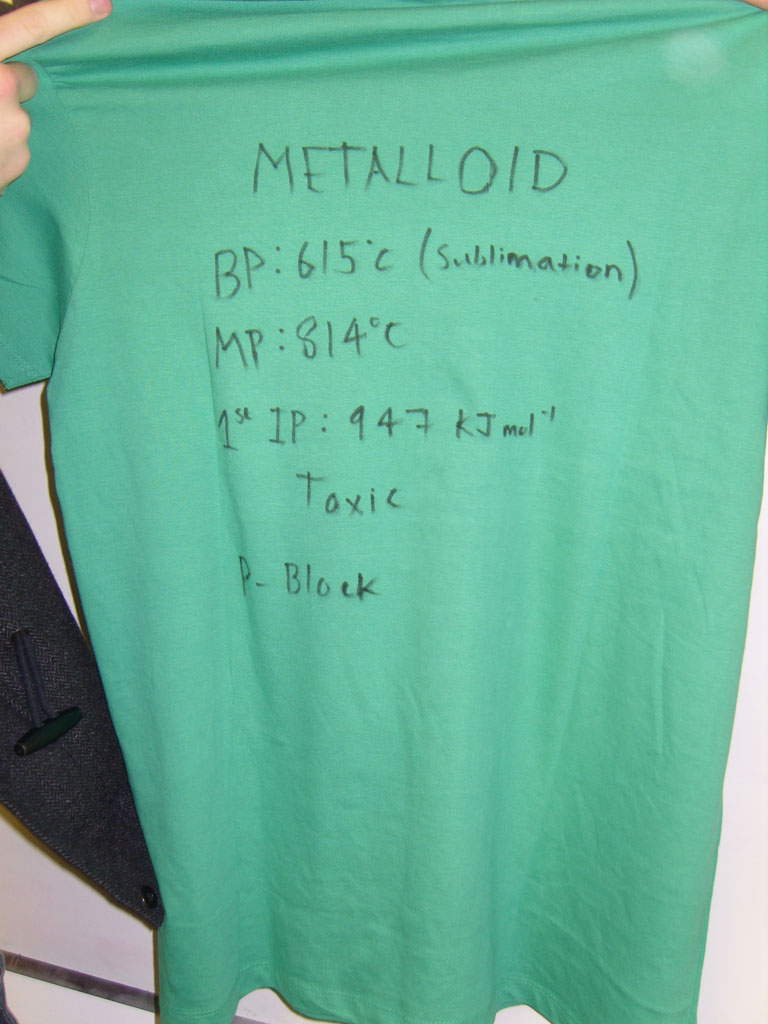 METALLOID
BP: 615°C (Sublimation)
MP: 814°C
1st IP: 947 kJ mol⁻¹
Toxic
P- Block